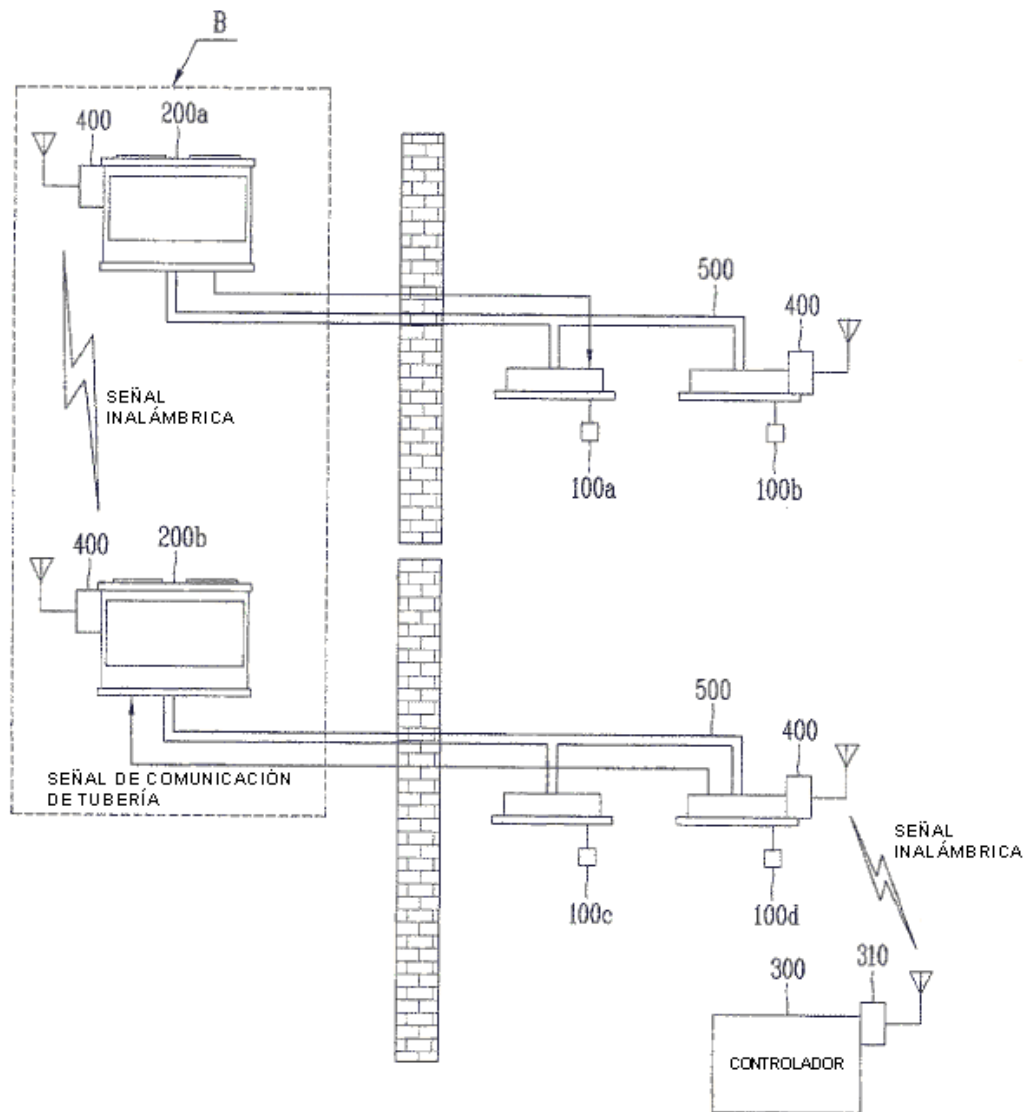 B
400
200a
500
400
SEÑAL
INALÁMBRICA
100a
100b
400
200b
500
400
SEÑAL DE COMUNICACIÓN
DE TUBERÍA
SEÑAL
INALÁMBRICA
100c
100d
300
310
CONTROLADOR